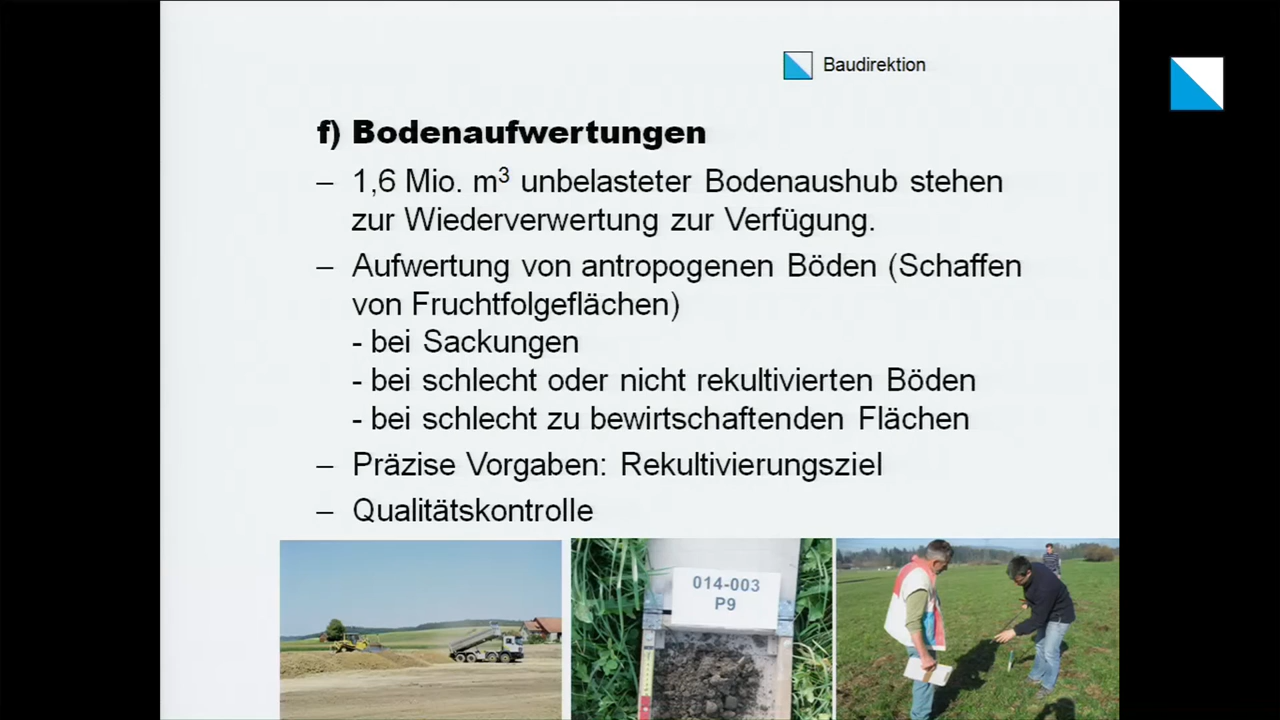 Baudirektion
f) Bodenaufwertungen
– 1,6 Mio. m³ unbelasteter Bodenaushub stehen
zur Wiederverwertung zur Verfügung.
– Aufwertung von antropogenen Böden (Schaffen
von Fruchtfolgeflächen)
- bei Sackungen
- bei schlecht oder nicht rekultivierten Böden
- bei schlecht zu bewirtschaftenden Flächen
– Präzise Vorgaben: Rekultivierungsziel
– Qualitätskontrolle
014-003
P9